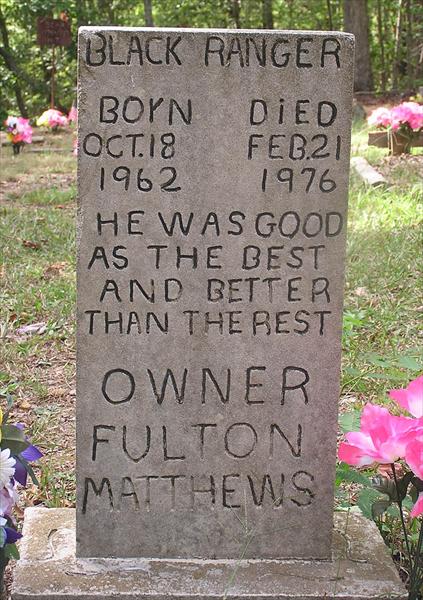 BLACK RANGER
BOrN DiED
OCT.18 FEB.21
1962 1976
HE WAS GOOD
AS THE BEST
AND BETTER
THAN THE REST
OWNER
FULTON
MATTHEWS